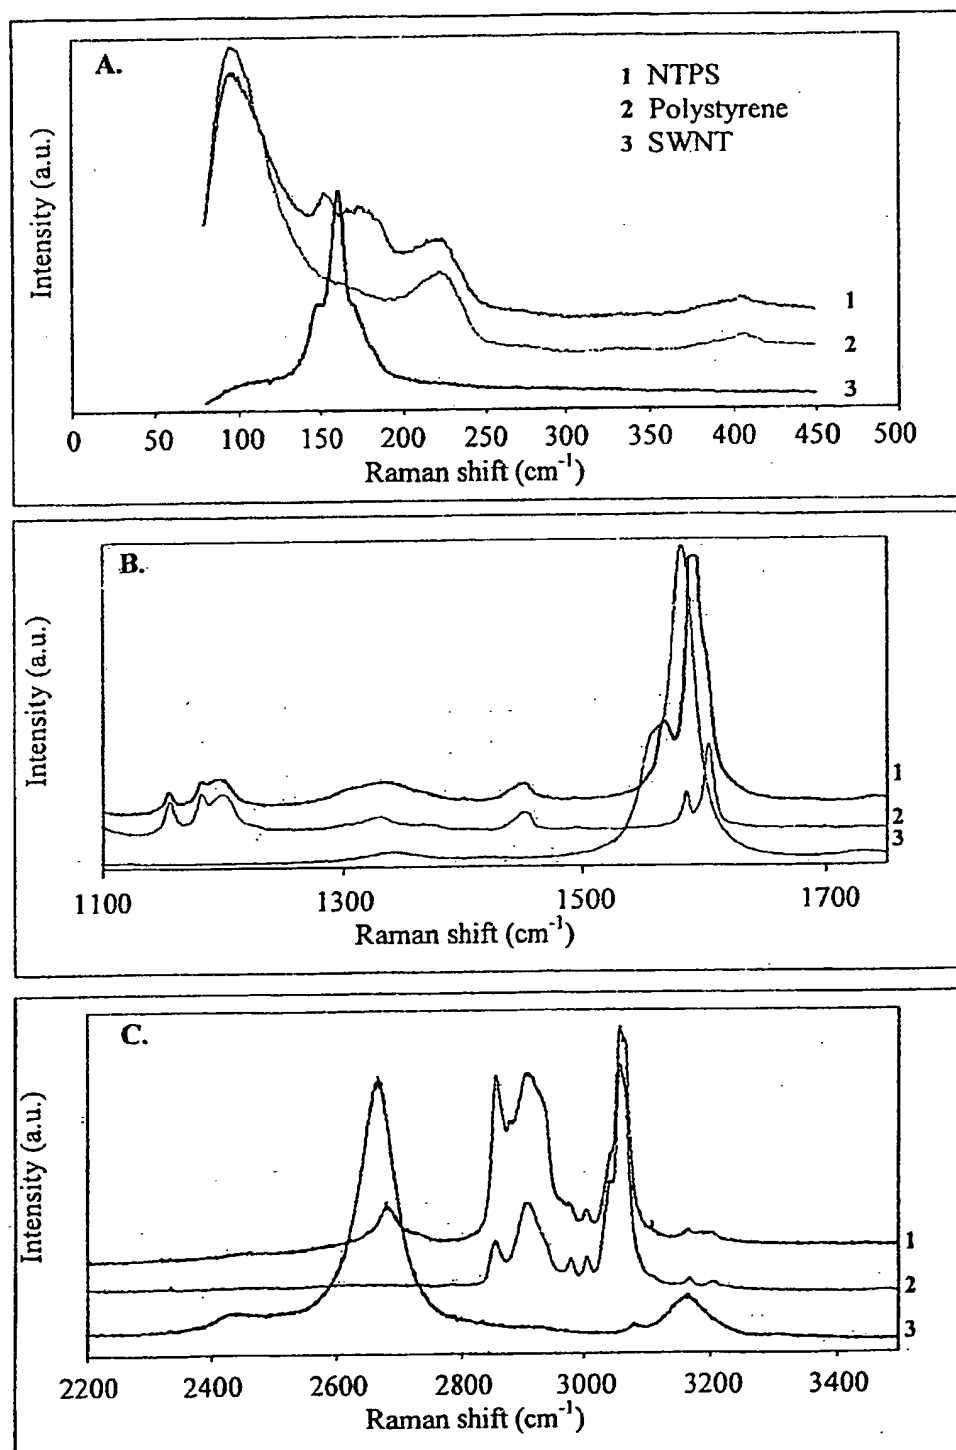 A.
1 NTPS
2 Polystyrene
3 SWNT
Intensity (a.u.)
1
2
3
0 50 100 150 200 250 300 350 400 450 500
Raman shift (cm⁻¹)
B.
Intensity (a.u.)
1
2
3
1100 1300 1500 1700
Raman shift (cm⁻¹)
C.
Intensity (a.u.)
1
2
3
2200 2400 2600 2800 3000 3200 3400
Raman shift (cm⁻¹)